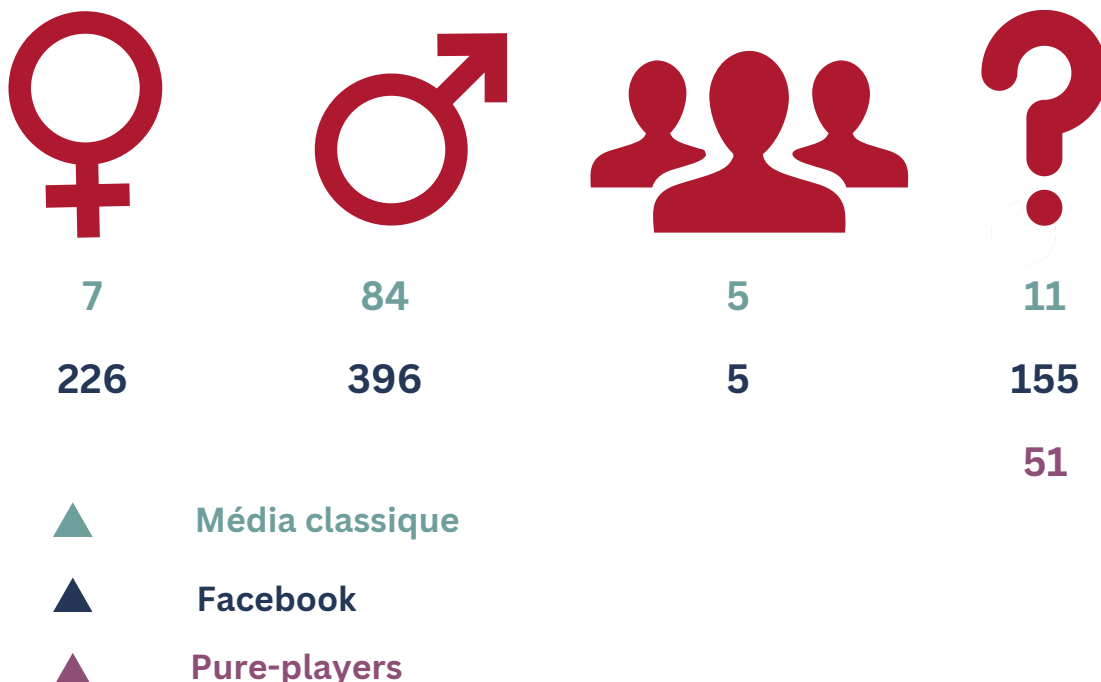 7 84 5 11
226 396 5 155
51
Média classique
Facebook
Pure-players